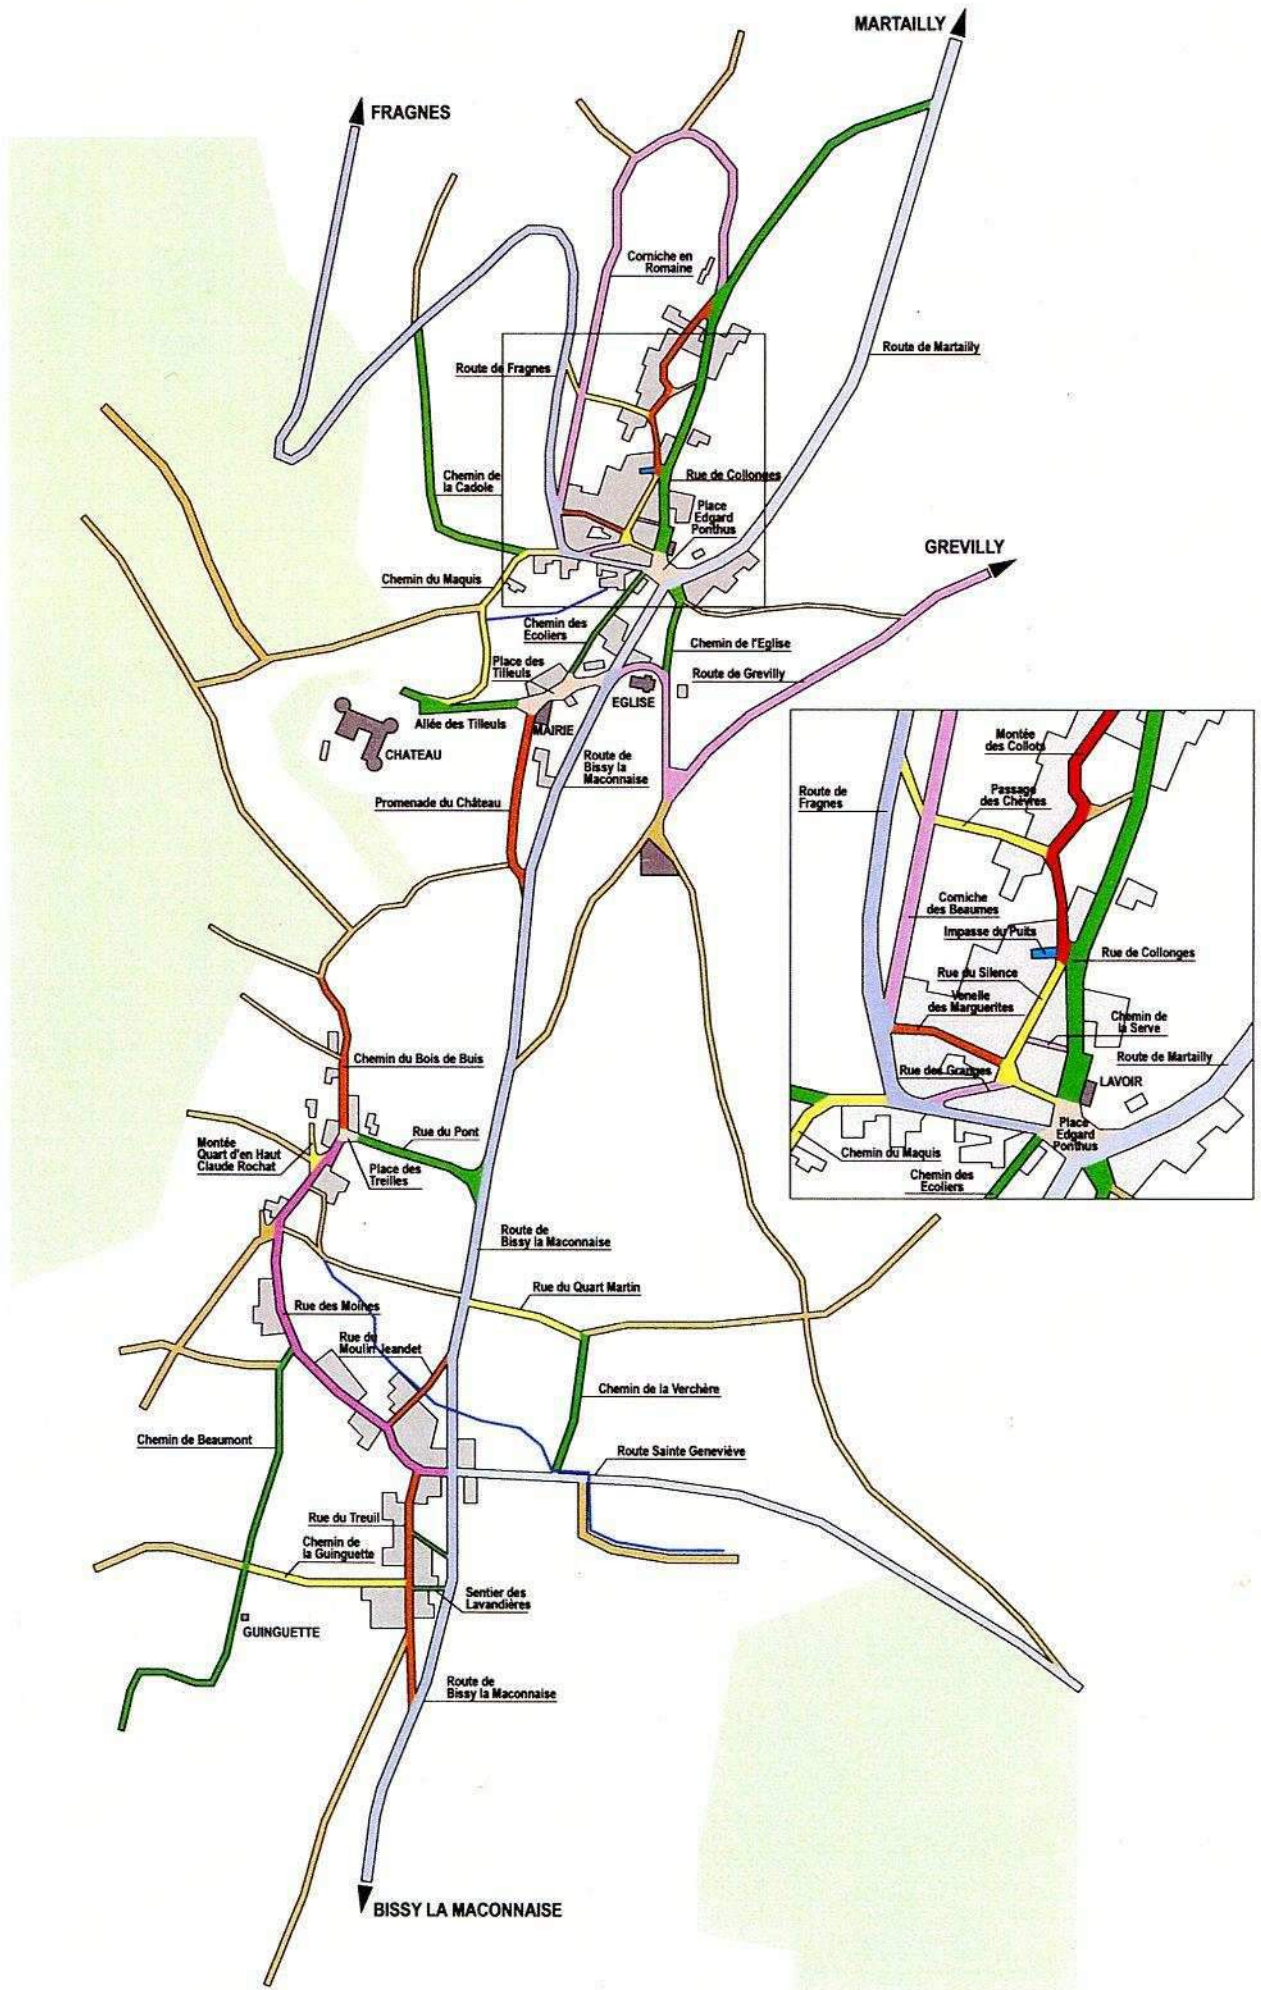 MARTAILLY
FRAGNES
Corniche en
Romaine
Route de Martailly
Route de Fragnes
Chemin de
la Cadole
Rue de Collonges
Place
Edgard
Ponthus
GREVILLY
Chemin du Maquis
Chemin des
Ecoliers
Chemin de l'Eglise
Place des
Tilleuls
Route de Grevilly
EGLISE
Allée des Tilleuls
MAIRIE
CHATEAU
Route de
Bissy la
Maconnaise
Promenade du Château
Montée
des Collots
Route de
Fragnes
Passage
des Chèvres
Corniche
des Beaumes
Impasse du Puits
Rue de Collonges
Rue du Silence
Venelle
des Marguerites
Chemin de
la Serve
Route de Martailly
Rue des Granges
LAVOIR
Place
Edgard
Ponthus
Chemin du Maquis
Chemin des
Ecoliers
Chemin du Bois de Buis
Rue du Pont
Montée
Quart d'en Haut
Claude Rochat
Place des
Treilles
Route de
Bissy la Maconnaise
Rue du Quart Martin
Rue des Moines
Rue du
Moulin Jeandet
Chemin de la Verchère
Chemin de Beaumont
Route Sainte Geneviève
Rue du Treuil
Chemin de
la Guinguette
Sentier des
Lavandières
GUINGUETTE
Route de
Bissy la Maconnaise
BISSY LA MACONNAISE